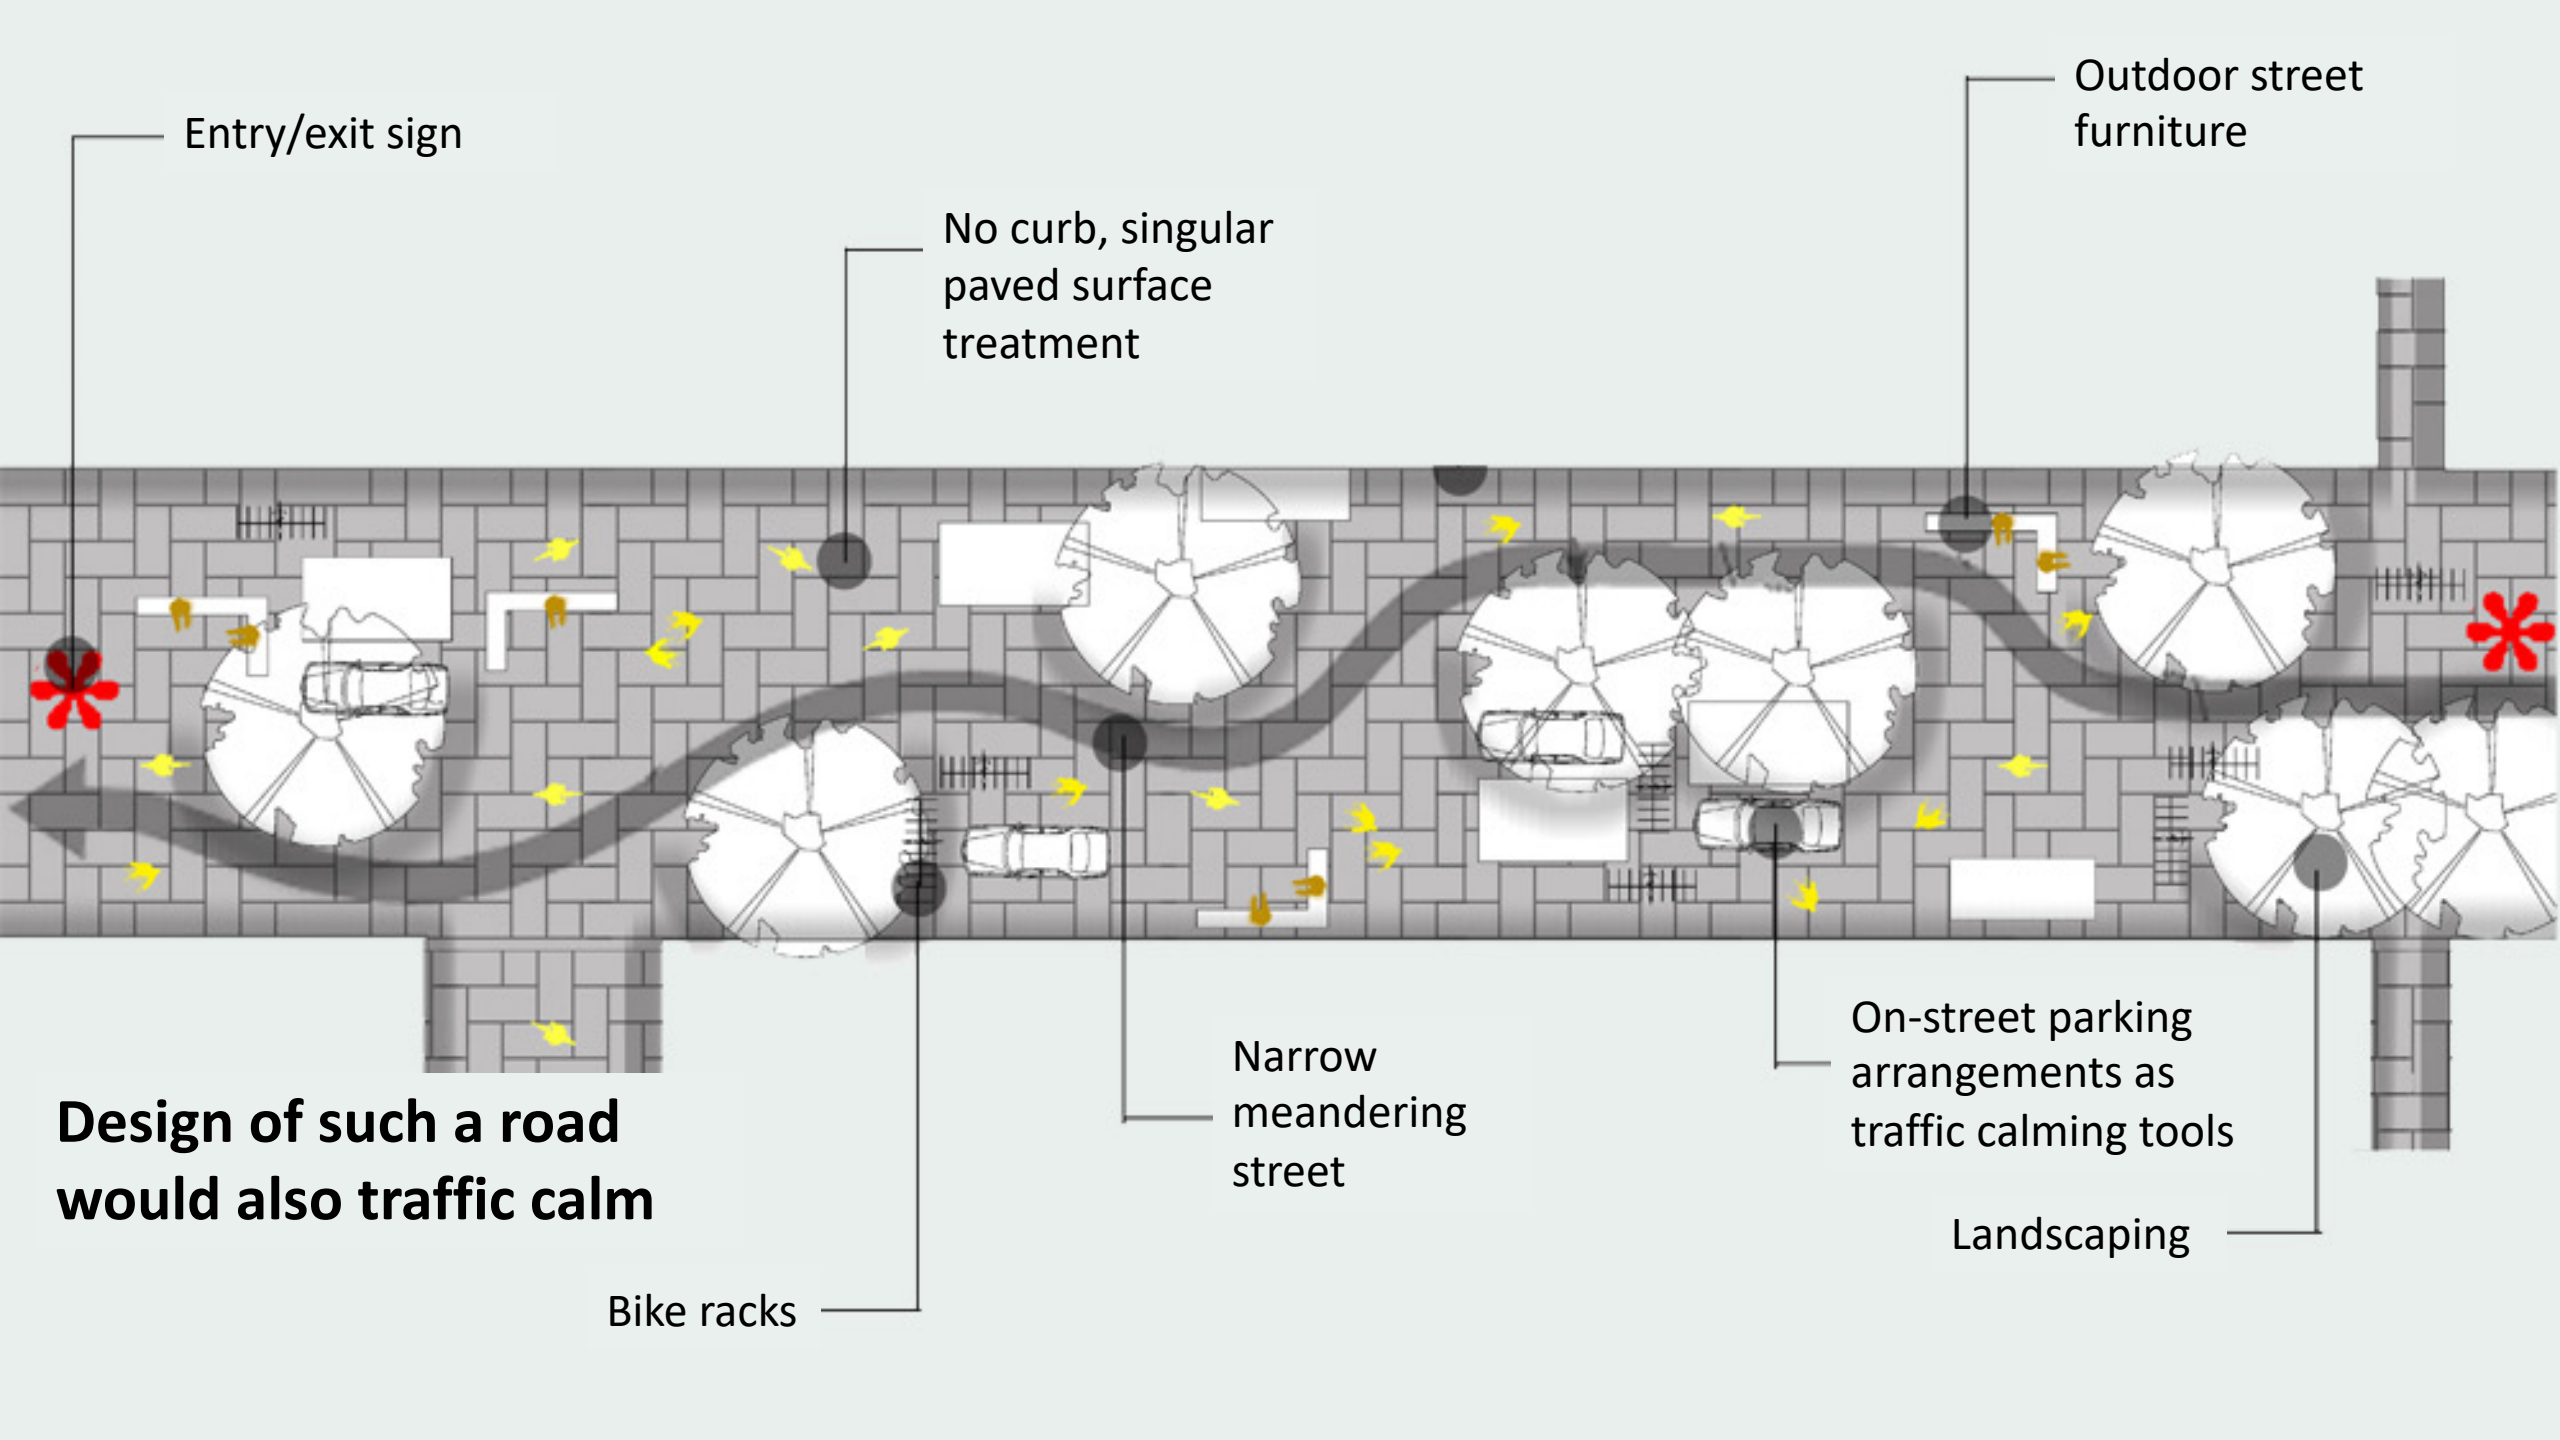 Outdoor street
furniture
Entry/exit sign
No curb, singular
paved surface
treatment
On-street parking
arrangements as
traffic calming tools
Narrow
meandering
street
Design of such a road
would also traffic calm
Landscaping
Bike racks